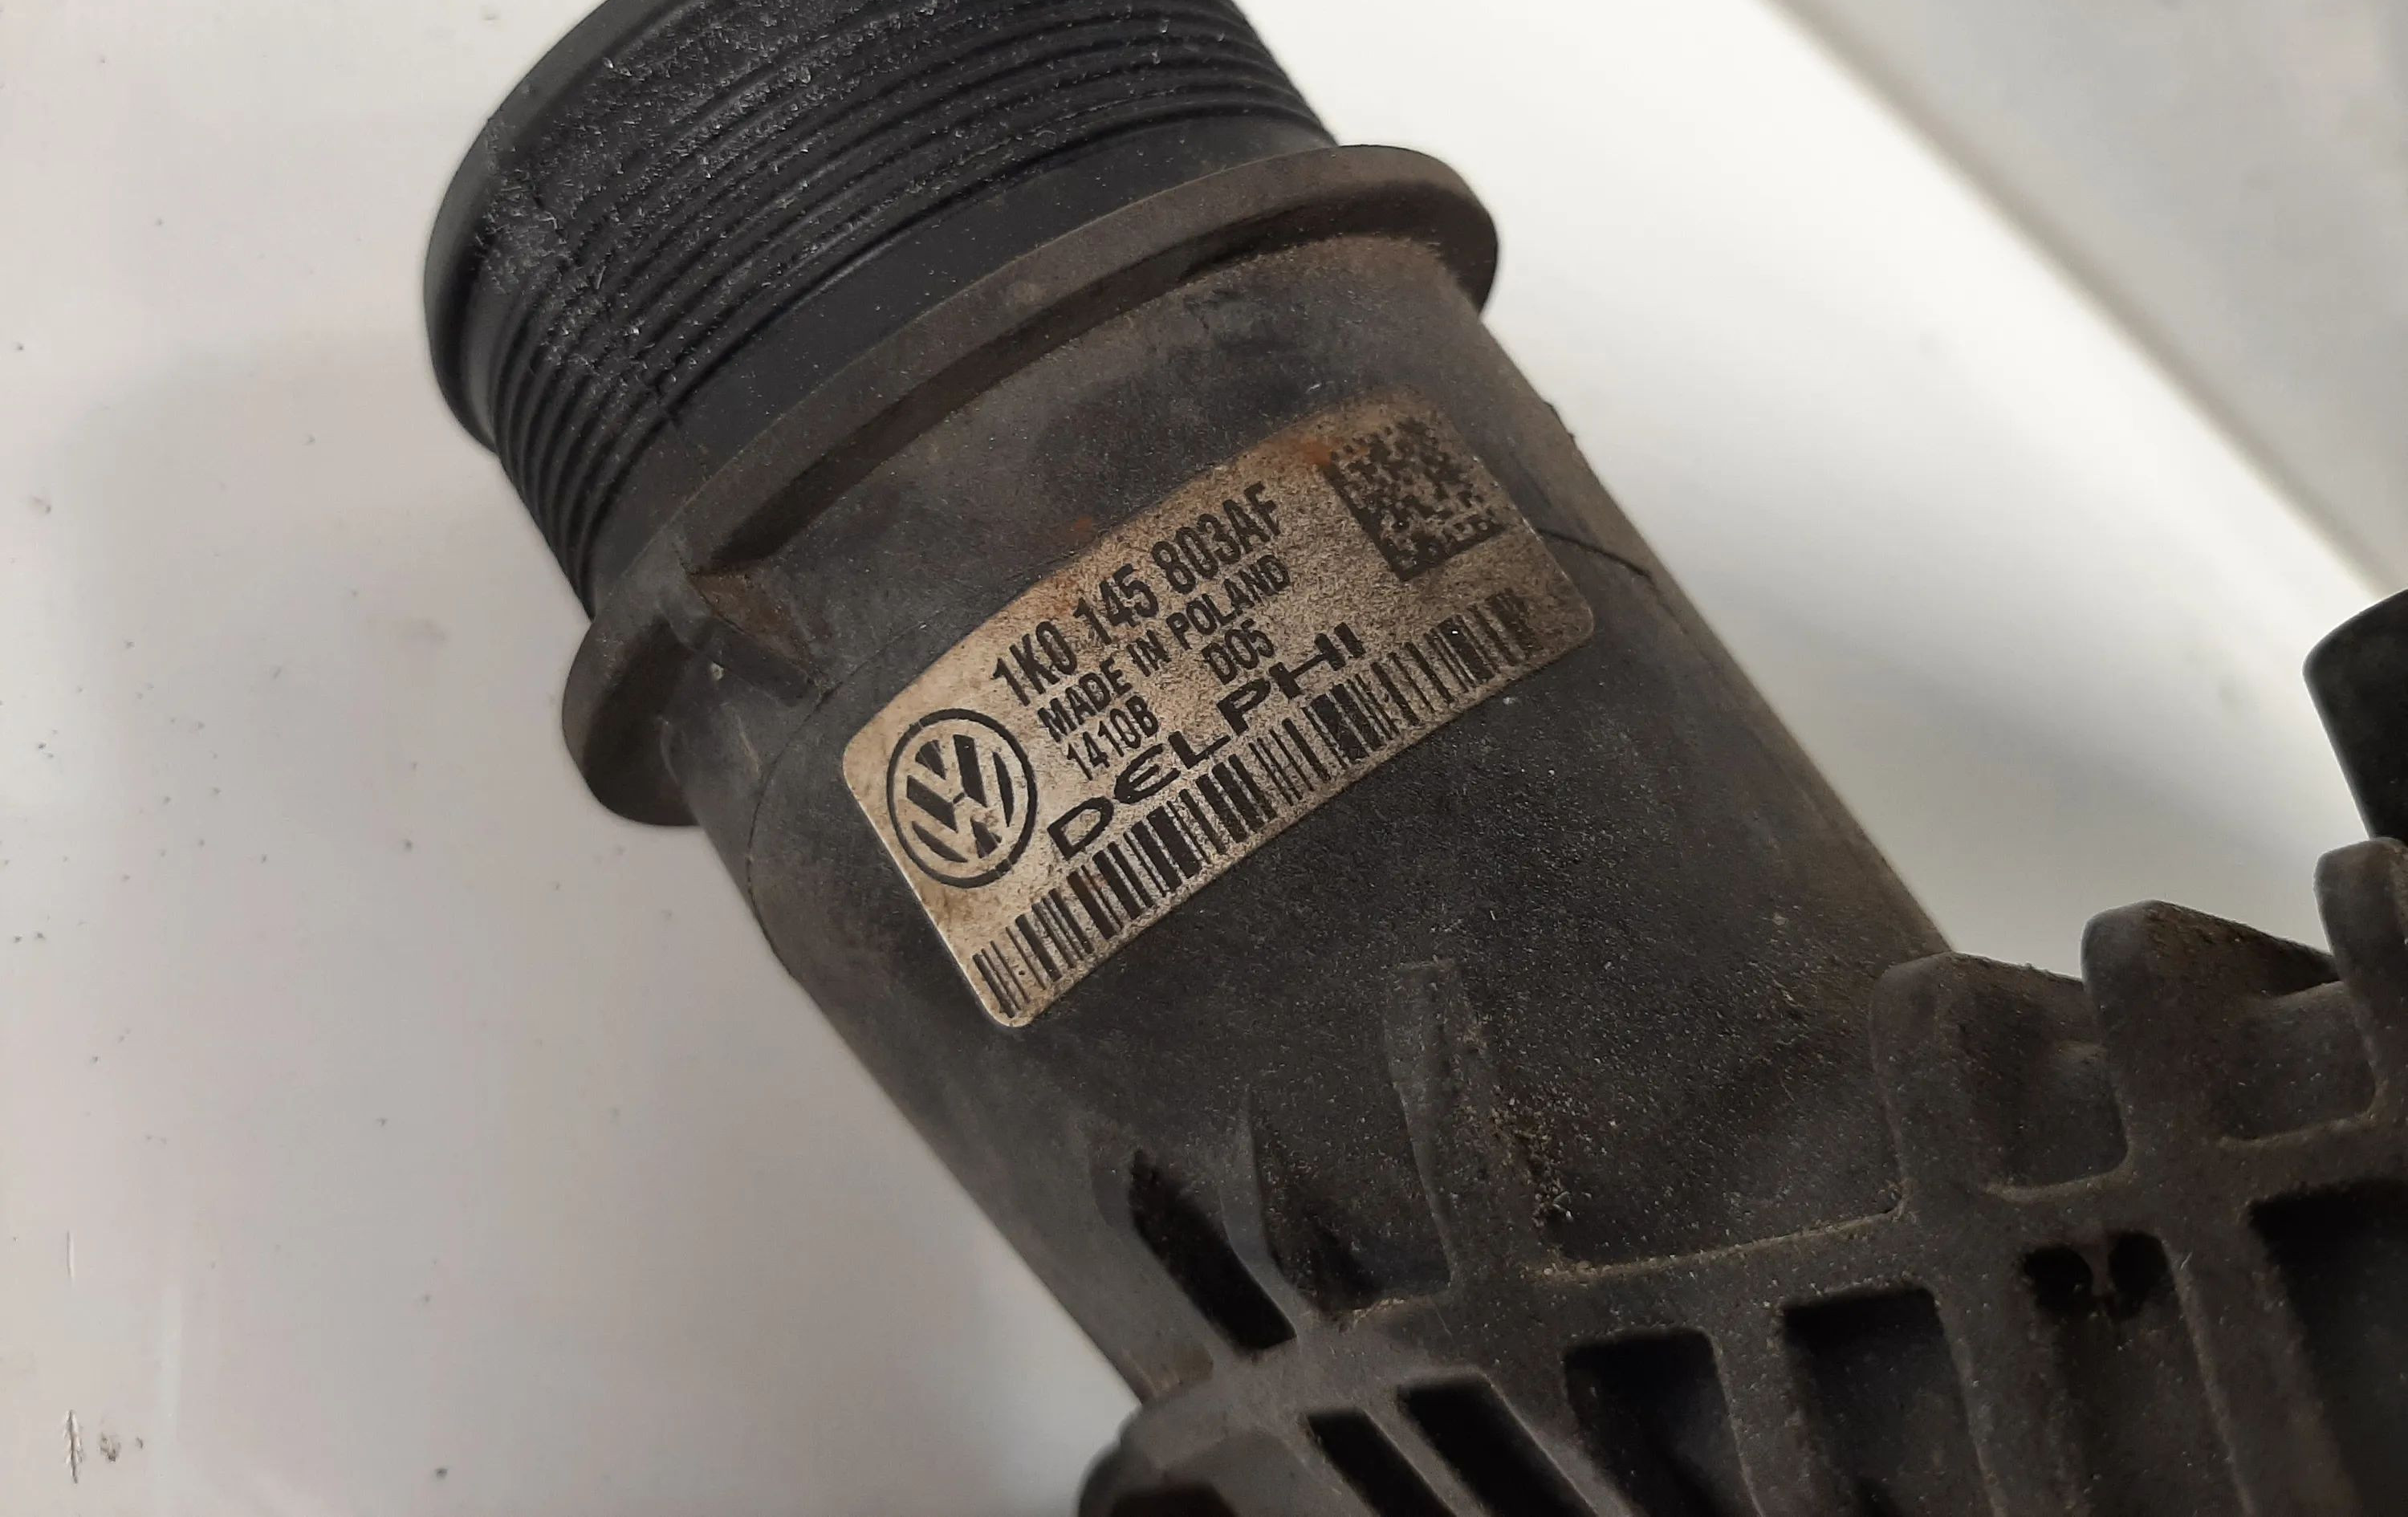 1K0 145 803AF
MADE IN POLAND
1410B D05
DELPHI